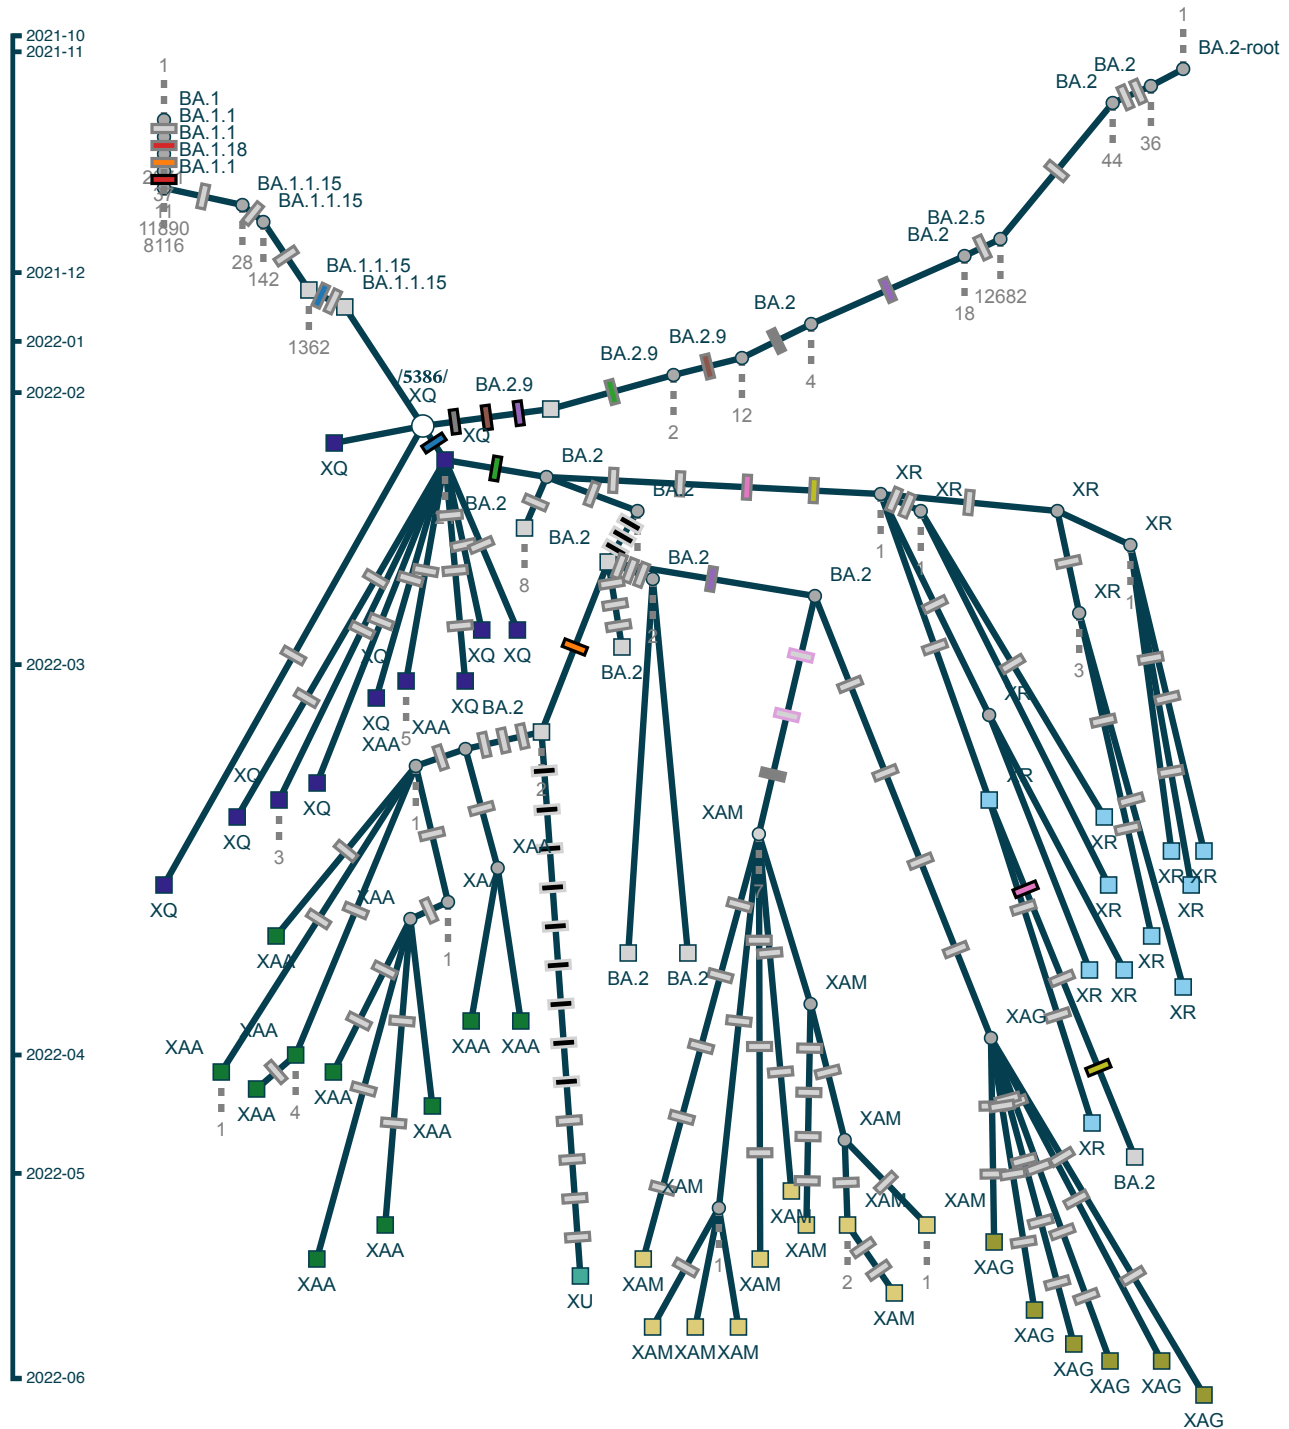 1
2021-10
2021-11
BA.2-root
BA.2
BA.2
1
36
44
BA.1
BA.1.1
BA.1.1
BA.1.18
BA.1.1
37
11
11890
8116
BA.1.1.15
BA.1.1.15
28
142
BA.2.5
BA.2
2021-12
BA.1.1.15
BA.1.1.15
12682
18
BA.2
2022-01
1362
BA.2.9
BA.2.9
4
/5386/
XQ
BA.2.9
2022-02
12
2
XQ
XQ
BA.2
XR
XR
XR
BA.2
BA.2
BA.2
1
1
XR
BA.2
BA.2
8
XR
1
2
2022-03
XQ
XQ
XQ
BA.2
3
XR
XQ
BA.2
XQ
XAA
5
XAA
XQ
2
XR
1
XAM
XQ
XR
3
XAA
XAA
7
XR
XR
XAA
XQ
XR
XR
XAA
1
BA.2
BA.2
XAM
XR
XR
XR
XR
XAG
XAA
XAA
XAA
XAA
2022-04
XAA
XAA
4
1
XAA
XAM
XR
2022-05
XAM
XAM
XAM
BA.2
XAM
XAA
XAM
1
XAG
XAA
XAM
XAM
2
1
XU
XAM
XAG
XAM
XAM
XAM
XAG
2022-06
XAG
XAG
XAG